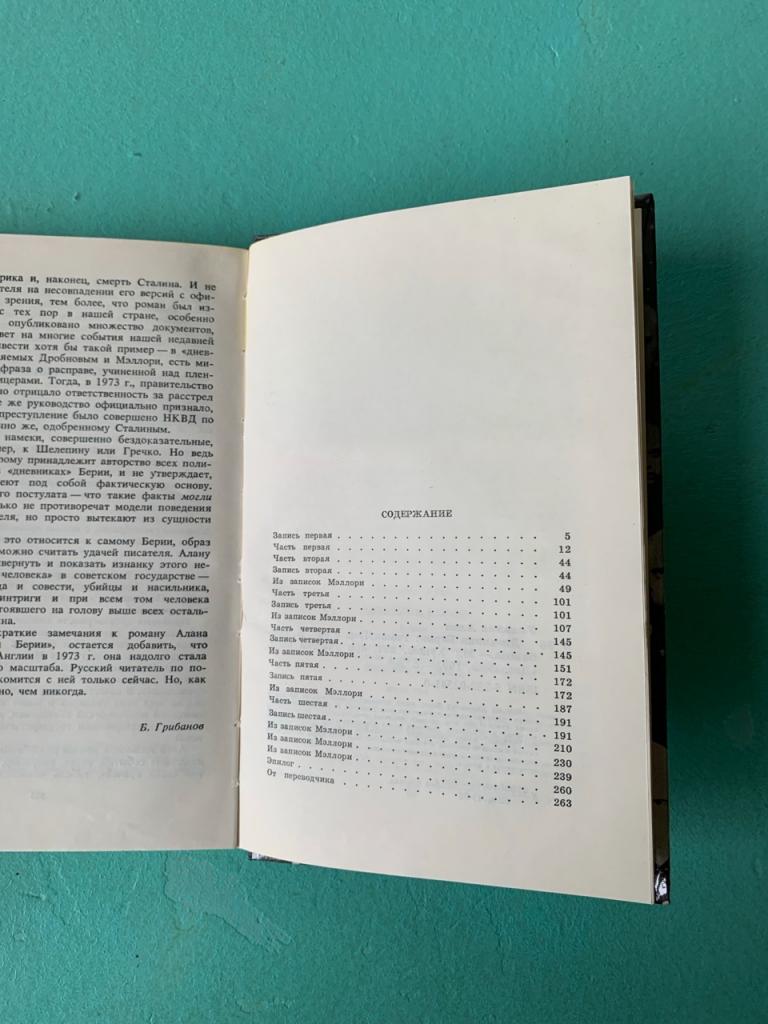 рика и, наконец, смерть Сталина. И не
теля на несовпадении его версий с офи-
зрения, тем более, что роман был из-
с тех пор в нашей стране, особенно
опубликовано множество документов,
вет на многие события нашей недавней
ивести хотя бы такой пример — в «днев-
яемых Дробновым и Мэллори, есть ми-
фраза о расправе, учиненной над плен-
ицерами. Тогда, в 1973 г., правительство
но отрицало ответственность за расстрел
е же руководство официально признало,
преступление было совершено НКВД по
чно же, одобренному Сталиным.
намеки, совершенно бездоказательные,
ер, к Шелепину или Гречко. Но ведь
рому принадлежит авторство всех поли-
в «дневниках» Берии, и не утверждает,
еют под собой фактическую основу.
го постулата — что такие факты могли
ько не противоречат модели поведения
еля, но просто вытекают из сущности
это относится к самому Берии, образ
можно считать удачей писателя. Алану
вернуть и показать изнанку этого не-
человека» в советском государстве —
да и совести, убийцы и насильника,
интриги и при всем том человека
тоявшего на голову выше всех осталь-
ина.
краткие замечания к роману Алана
и Берии», остается добавить, что
Англии в 1973 г. она надолго стала
о масштаба. Русский читатель по по-
комится с ней только сейчас. Но, как
но, чем никогда.
Б. Грибанов
СОДЕРЖАНИЕ
Запись первая . . . . . . . . . . . . 5
Часть первая . . . . . . . . . . . . 12
Часть вторая . . . . . . . . . . . . 44
Запись вторая . . . . . . . . . . . . 44
Из записок Мэллори . . . . . . . . . . 49
Часть третья . . . . . . . . . . . . 101
Запись третья . . . . . . . . . . . . 101
Из записок Мэллори . . . . . . . . . . 107
Часть четвертая . . . . . . . . . . . 145
Запись четвертая . . . . . . . . . . . 145
Из записок Мэллори . . . . . . . . . . 151
Часть пятая . . . . . . . . . . . . 172
Запись пятая . . . . . . . . . . . . 172
Из записок Мэллори . . . . . . . . . . 187
Часть шестая . . . . . . . . . . . . 191
Запись шестая . . . . . . . . . . . . 191
Из записок Мэллори . . . . . . . . . . 210
Из записок Мэллори . . . . . . . . . . 230
Из записок Мэллори . . . . . . . . . . 239
Эпилог . . . . . . . . . . . . . . 260
От переводчика . . . . . . . . . . . 263